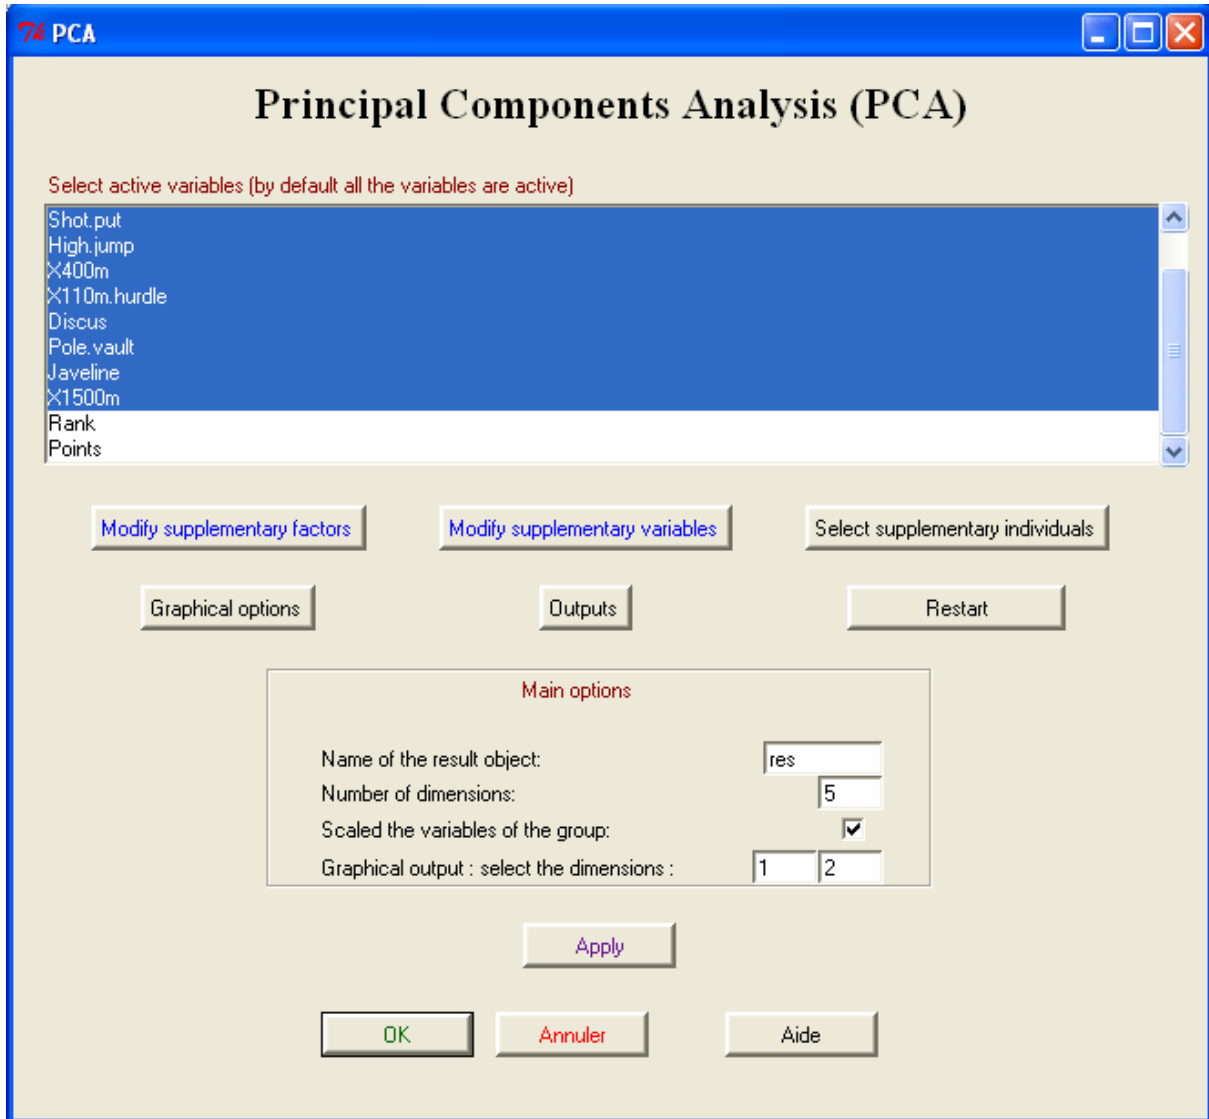 7% PCA
Principal Components Analysis (PCA)
Select active variables (by default all the variables are active)
Shot.put
High.jump
X400m
X110m.hurdle
Discus
Pole.vault
Javeline
X1500m
Rank
Points
Modify supplementary factors Modify supplementary variables Select supplementary individuals
Graphical options Outputs Restart
Main options
Name of the result object: res
Number of dimensions: 5
Scaled the variables of the group:
Graphical output : select the dimensions : 1 2
Apply
OK Annuler Aide